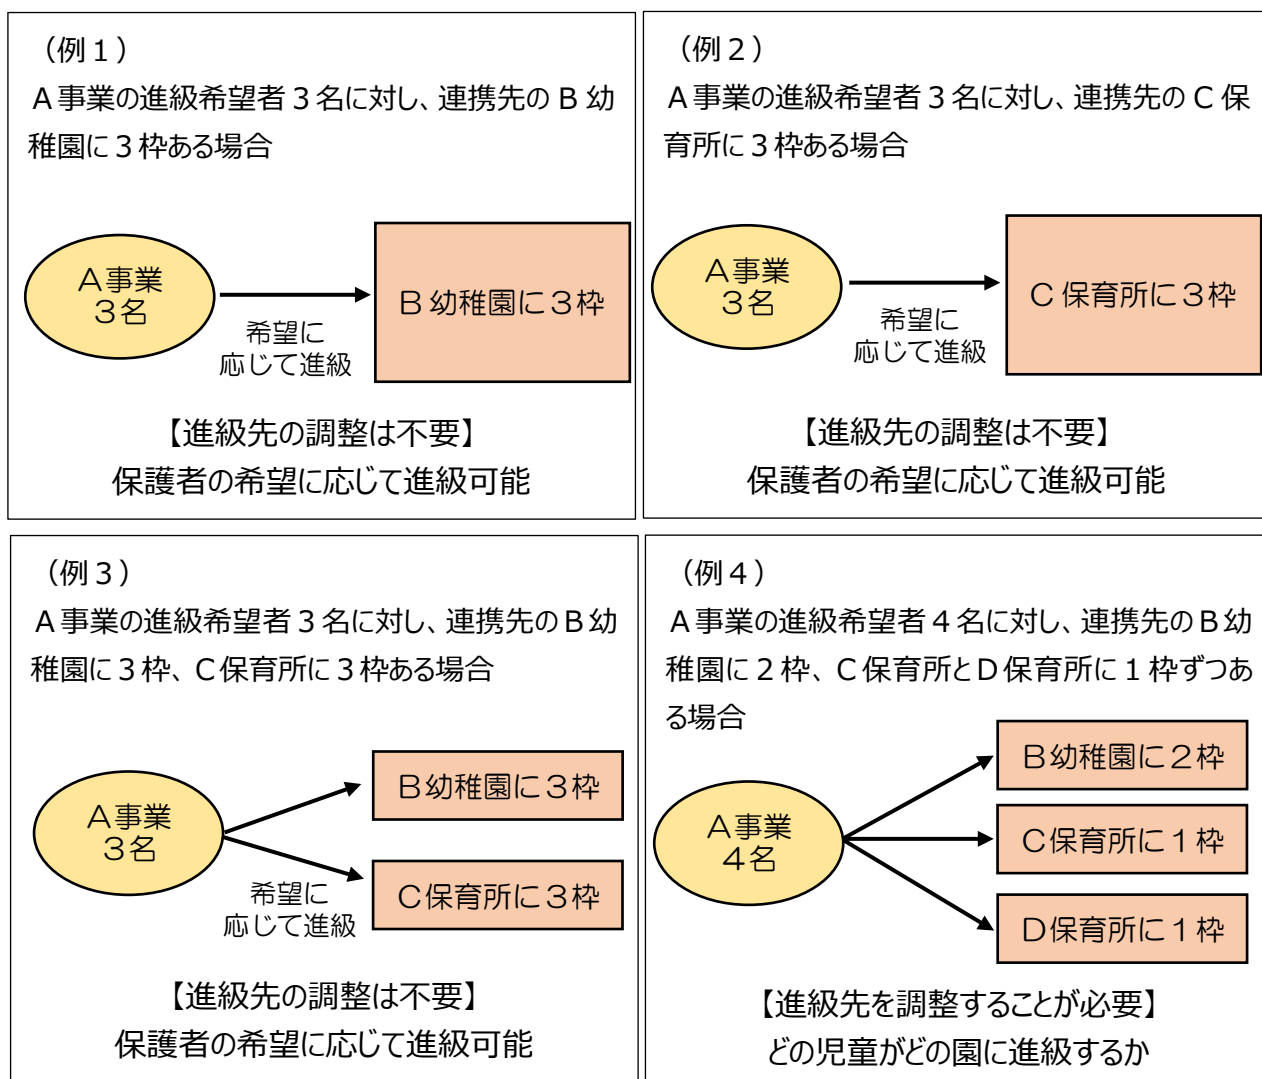 （例１）
Ａ事業の進級希望者３名に対し、連携先のＢ幼
稚園に３枠ある場合
Ａ事業
３名
希望に
応じて進級
Ｂ幼稚園に３枠
【進級先の調整は不要】
保護者の希望に応じて進級可能
（例２）
Ａ事業の進級希望者３名に対し、連携先のＣ保
育所に３枠ある場合
Ａ事業
３名
希望に
応じて進級
Ｃ保育所に３枠
【進級先の調整は不要】
保護者の希望に応じて進級可能
（例３）
Ａ事業の進級希望者３名に対し、連携先のＢ幼
稚園に３枠、Ｃ保育所に３枠ある場合
Ａ事業
３名
希望に
応じて進級
Ｂ幼稚園に３枠
Ｃ保育所に３枠
【進級先の調整は不要】
保護者の希望に応じて進級可能
（例４）
Ａ事業の進級希望者４名に対し、連携先のＢ幼
稚園に２枠、Ｃ保育所とＤ保育所に１枠ずつあ
る場合
Ａ事業
４名
Ｂ幼稚園に２枠
Ｃ保育所に１枠
Ｄ保育所に１枠
【進級先を調整することが必要】
どの児童がどの園に進級するか